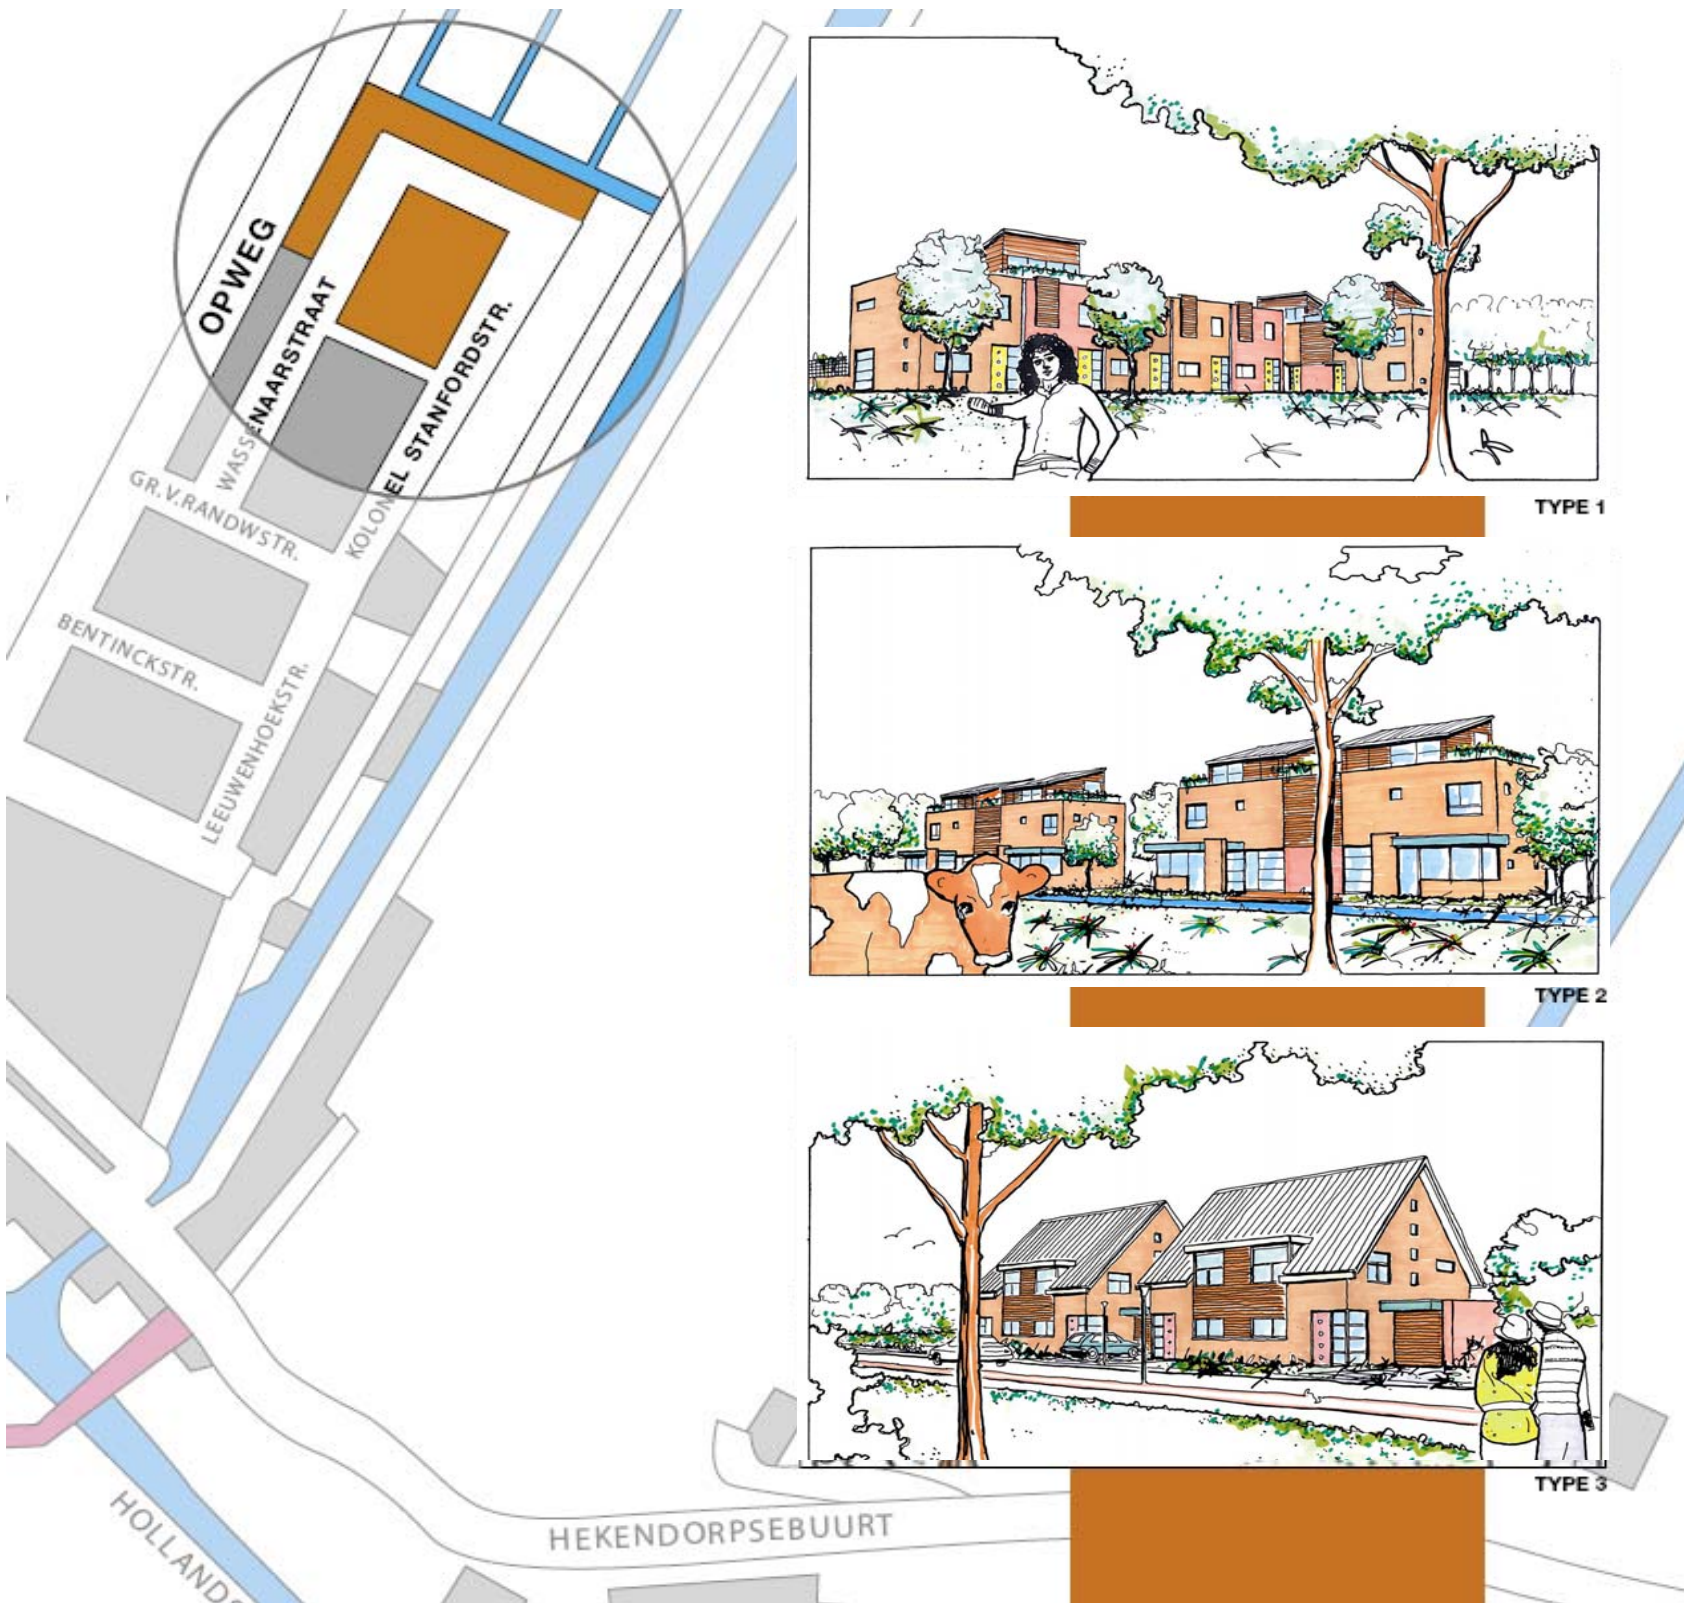 OPWEG
WASSENAARSTRAAT
KOLONEL STANFORDSTR.
GR.V.RANDWSTR.
BENTINCKSTR.
LEEUWENHOEKSTR.
TYPE 1
TYPE 2
TYPE 3
HEKENDORPSEBUURT